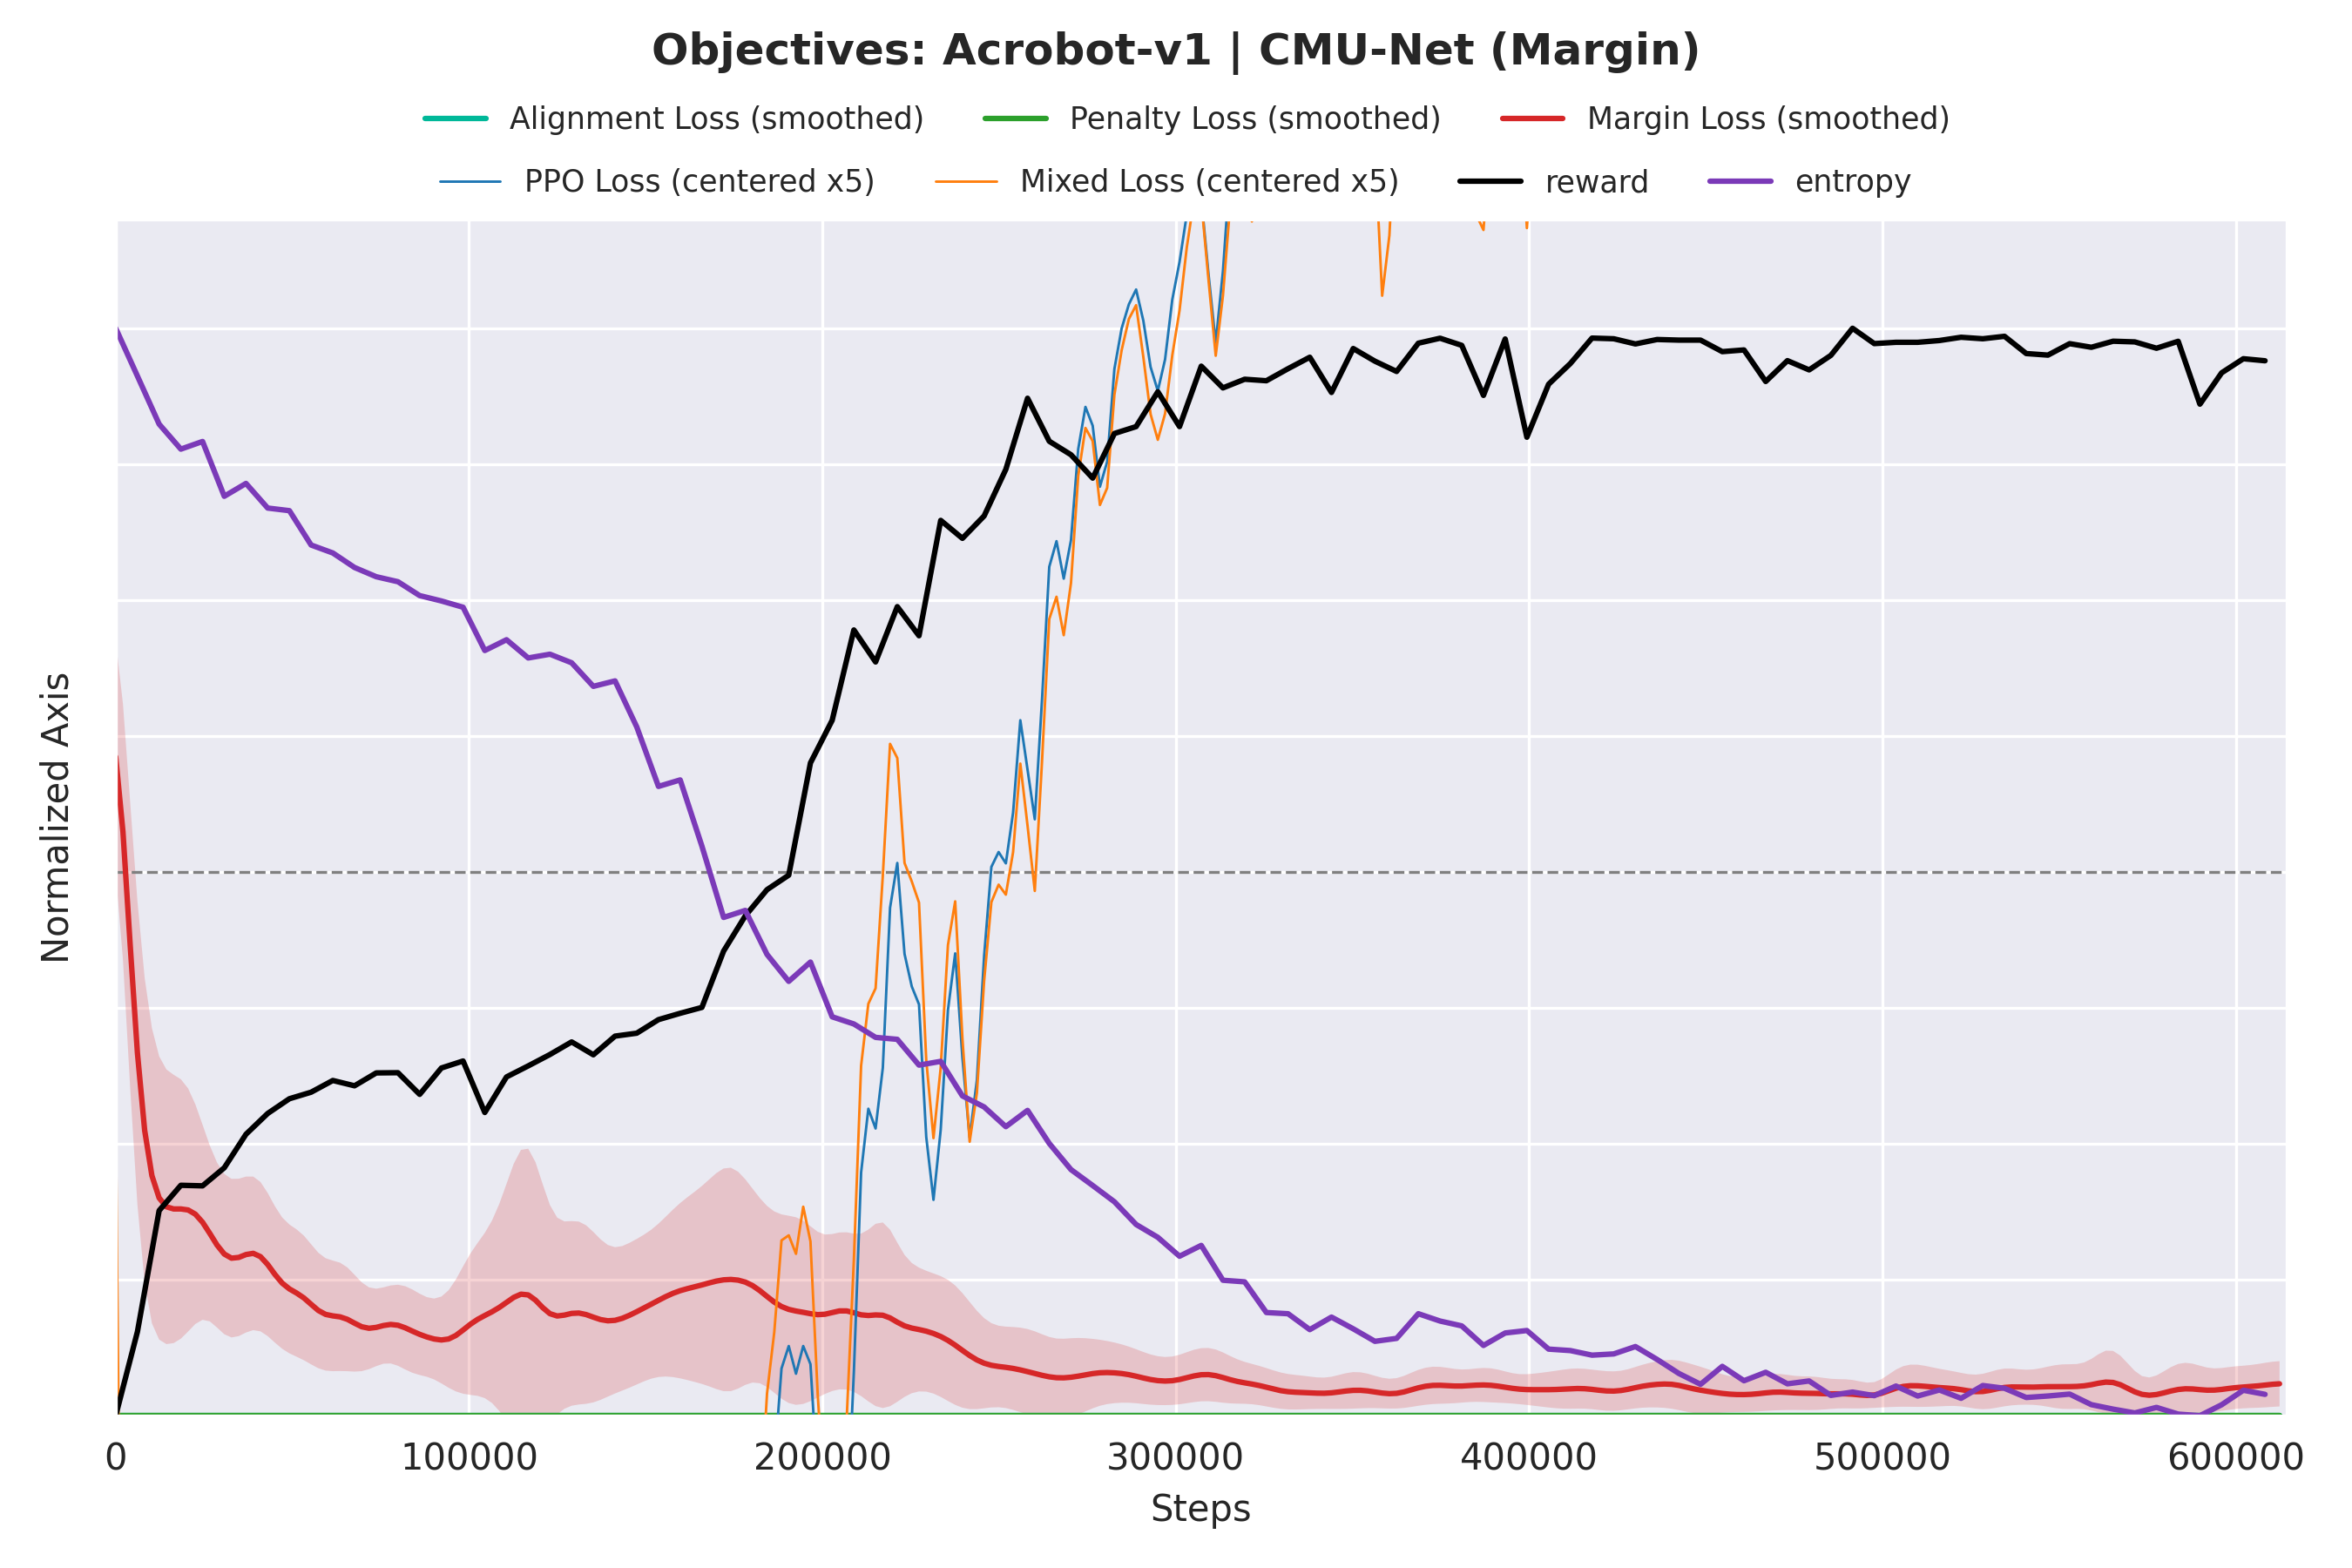 Objectives: Acrobot-v1 | CMU-Net (Margin)
Alignment Loss (smoothed) Penalty Loss (smoothed) Margin Loss (smoothed)
PPO Loss (centered x5) Mixed Loss (centered x5) reward entropy
Normalized Axis
0 100000 200000 300000 400000 500000 600000
Steps